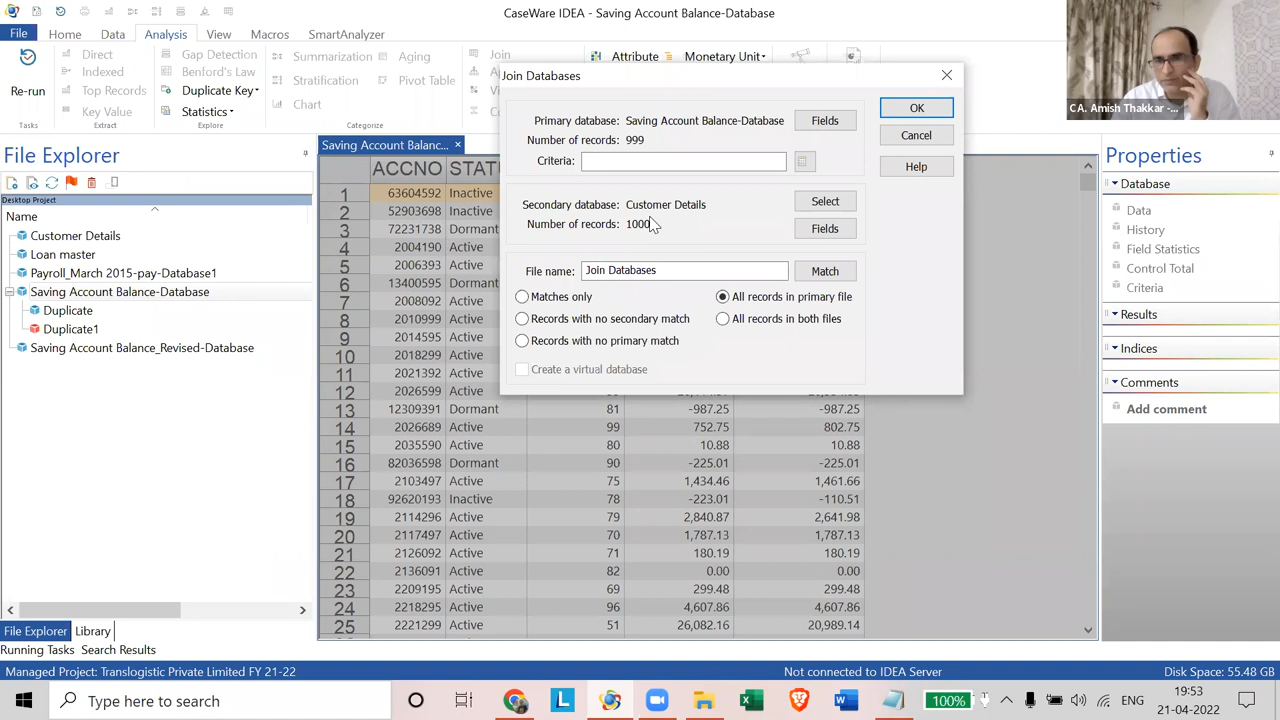 CaseWare IDEA - Saving Account Balance-Database
File Home Data Analysis View Macros SmartAnalyzer
Re-run
Tasks
Direct
Indexed
Top Records
Key Value
Extract
Gap Detection
Benford's Law
Duplicate Key
Statistics
Explore
Summarization
Stratification
Chart
Aging
Pivot Table
Categorize
Join
Attribute
Monetary Unit
CA. Amish Thakkar -...
File Explorer
Desktop Project
Name
Customer Details
Loan master
Payroll_March 2015-pay-Database1
Saving Account Balance-Database
Duplicate
Duplicate1
Saving Account Balance_Revised-Database
File Explorer Library
Running Tasks Search Results
Saving Account Balanc...
ACCNO STAT
1 63604592 Inactive
2 52903698 Inactive
3 72231738 Dormant
4 2004190 Active
5 2006393 Active
6 13400595 Dormant
7 2008092 Active
8 2010999 Active
9 2014595 Active
10 2018299 Active
11 2021392 Active
12 2026599 Active
13 12309391 Dormant 81 -987.25 -987.25
14 2026689 Active 99 752.75 802.75
15 2035590 Active 80 10.88 10.88
16 82036598 Dormant 90 -225.01 -225.01
17 2103497 Active 75 1,434.46 1,461.66
18 92620193 Inactive 78 -223.01 -110.51
19 2114296 Active 79 2,840.87 2,641.98
20 2117497 Active 70 1,787.13 1,787.13
21 2126092 Active 71 180.19 180.19
22 2136091 Active 82 0.00 0.00
23 2209195 Active 69 299.48 299.48
24 2218295 Active 96 4,607.86 4,607.86
25 2221299 Active 51 26,082.16 20,989.14
Join Databases
Primary database: Saving Account Balance-Database Fields
Number of records: 999
Criteria:
Secondary database: Customer Details Select
Number of records: 1000 Fields
File name: Join Databases Match
Matches only
All records in primary file
Records with no secondary match
All records in both files
Records with no primary match
Create a virtual database
OK
Cancel
Help
Properties
Database
Data
History
Field Statistics
Control Total
Criteria
Results
Indices
Comments
Add comment
Managed Project: Translogistic Private Limited FY 21-22 Not connected to IDEA Server Disk Space: 55.48 GB
Type here to search
100%
ENG
19:53
21-04-2022